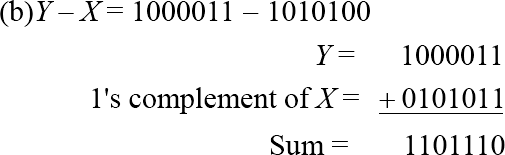 (b)Y – X = 1000011 – 1010100
Y = 1000011
1's complement of X = + 0101011
Sum = 1101110